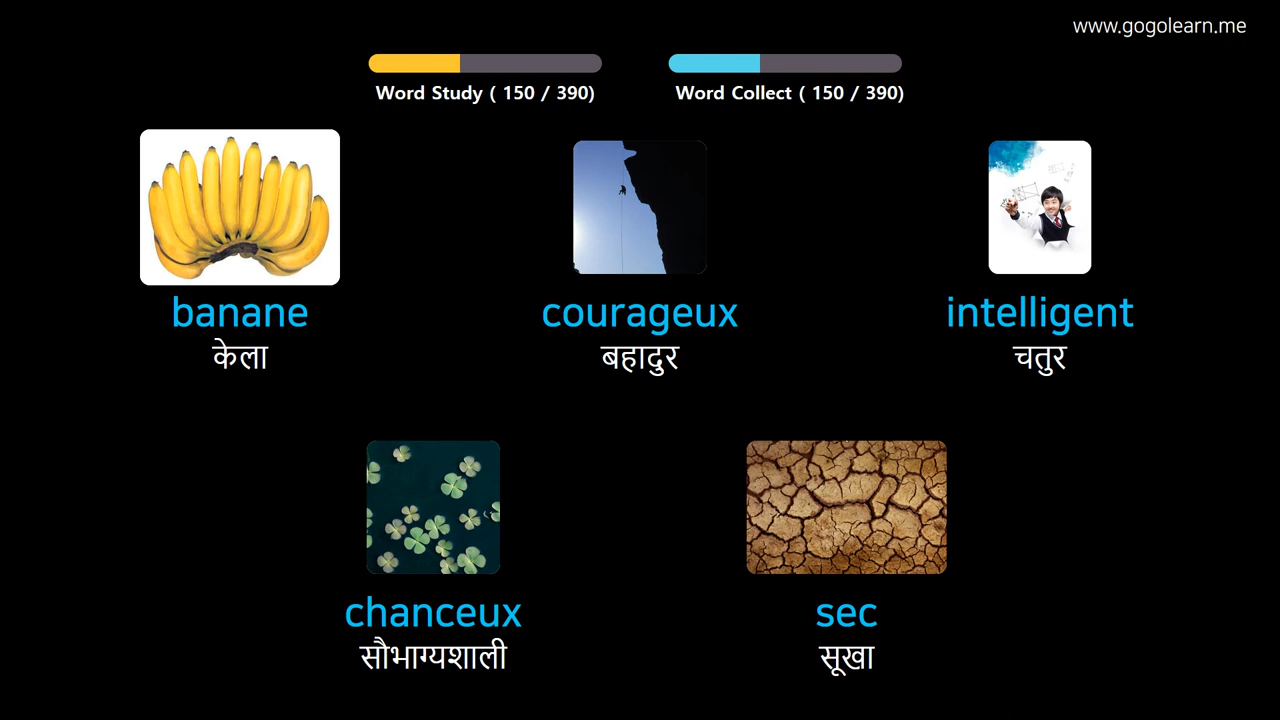 www.gogolearn.me
Word Study ( 150 / 390)
Word Collect ( 150 / 390)
banane
केला
courageux
बहादुर
intelligent
चतुर
chanceux
सौभाग्यशाली
sec
सूखा